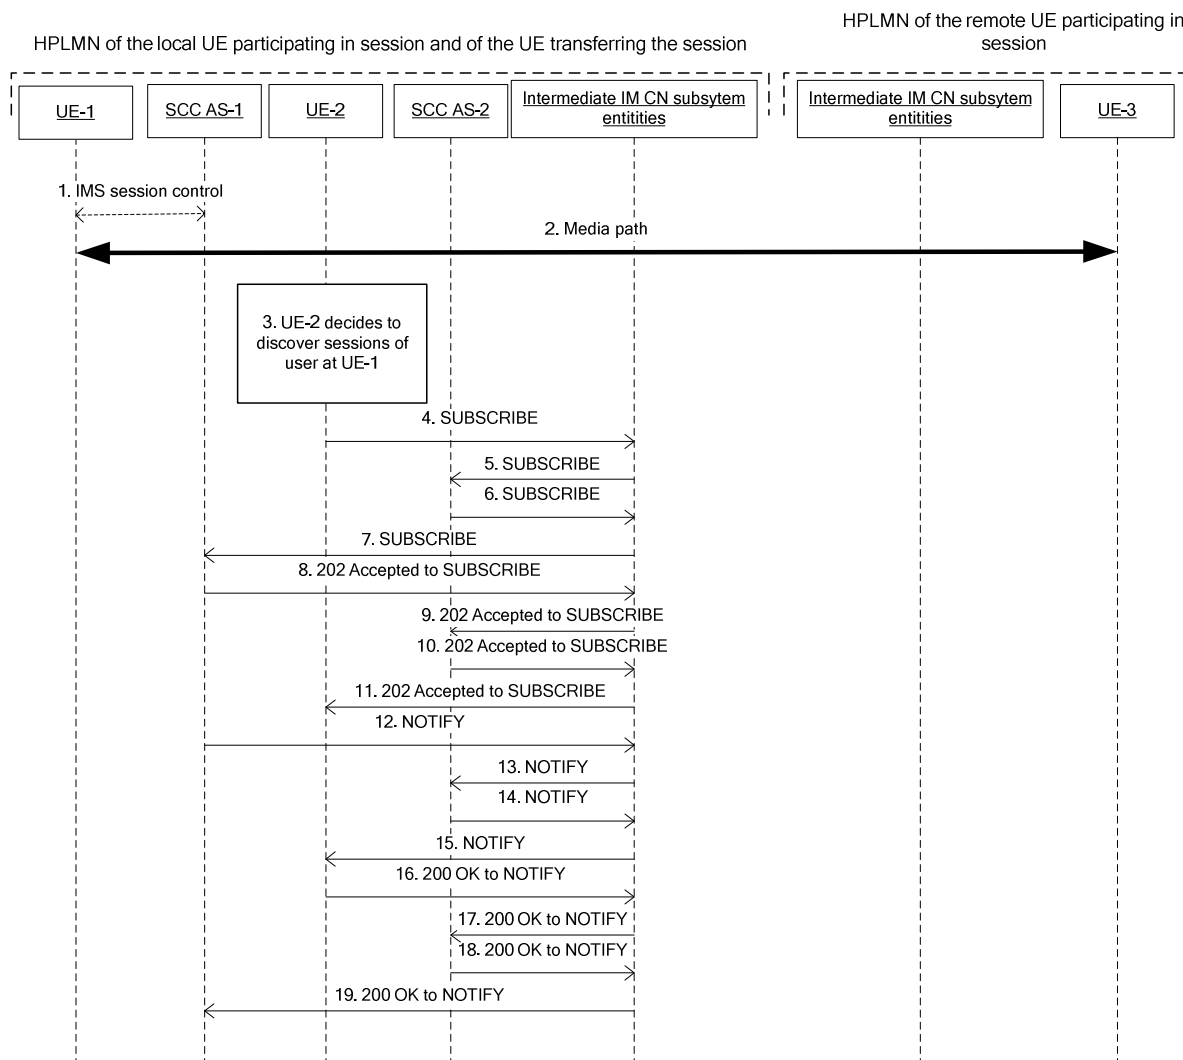 HPLMN of the local UE participating in session and of the UE transferring the session
HPLMN of the remote UE participating in
session
UE-1
SCC AS-1
UE-2
SCC AS-2
Intermediate IM CN subsytem
entitities
Intermediate IM CN subsytem
entitities
UE-3
1. IMS session control
2. Media path
3. UE-2 decides to
discover sessions of
user at UE-1
4. SUBSCRIBE
5. SUBSCRIBE
6. SUBSCRIBE
7. SUBSCRIBE
8. 202 Accepted to SUBSCRIBE
9. 202 Accepted to SUBSCRIBE
10. 202 Accepted to SUBSCRIBE
11. 202 Accepted to SUBSCRIBE
12. NOTIFY
13. NOTIFY
14. NOTIFY
15. NOTIFY
16. 200 OK to NOTIFY
17. 200 OK to NOTIFY
18. 200 OK to NOTIFY
19. 200 OK to NOTIFY